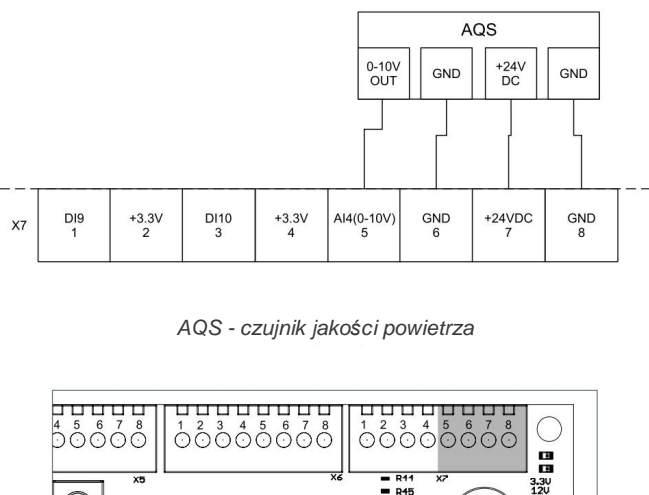 AQS
0-10V OUT GND +24V DC GND
X7 DI9 1 +3.3V 2 DI10 3 +3.3V 4 AI4(0-10V) 5 GND 6 +24VDC 7 GND 8
AQS - czujnik jakości powietrza
4 5 6 7 8 1 2 3 4 5 6 7 8 1 2 3 4 5 6 7 8
X5 X6 R11 X7
R45
3.3V
12V